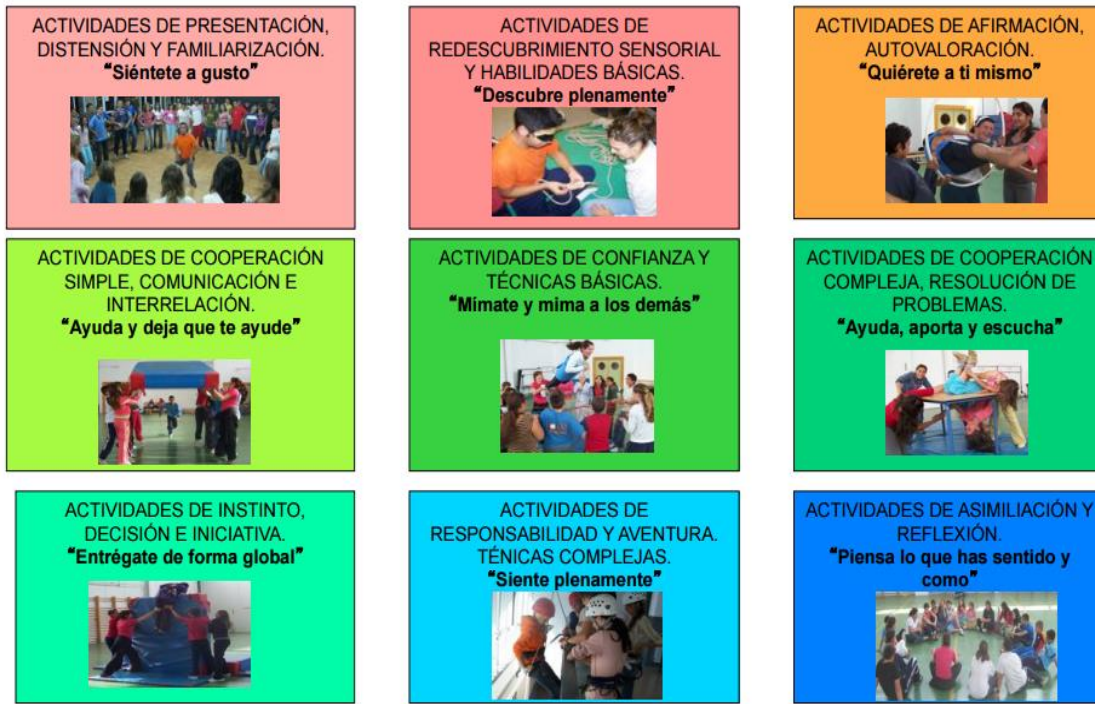 ACTIVIDADES DE PRESENTACIÓN,
DISTENSIÓN Y FAMILIARIZACIÓN.
“Siéntete a gusto”
ACTIVIDADES DE
REDESCUBRIMIENTO SENSORIAL
Y HABILIDADES BÁSICAS.
“Descubre plenamente”
ACTIVIDADES DE AFIRMACIÓN,
AUTOVALORACIÓN.
“Quiérete a ti mismo”
ACTIVIDADES DE COOPERACIÓN
SIMPLE, COMUNICACIÓN E
INTERRELACIÓN.
“Ayuda y deja que te ayude”
ACTIVIDADES DE CONFIANZA Y
TÉCNICAS BÁSICAS.
“Mímate y mima a los demás”
ACTIVIDADES DE COOPERACIÓN
COMPLEJA, RESOLUCIÓN DE
PROBLEMAS.
“Ayuda, aporta y escucha”
ACTIVIDADES DE INSTINTO,
DECISIÓN E INICIATIVA.
“Entrégate de forma global”
ACTIVIDADES DE
RESPONSABILIDAD Y AVENTURA.
TÉNICAS COMPLEJAS.
“Siente plenamente”
ACTIVIDADES DE ASIMILIACIÓN Y
REFLEXIÓN.
“Piensa lo que has sentido y
como”